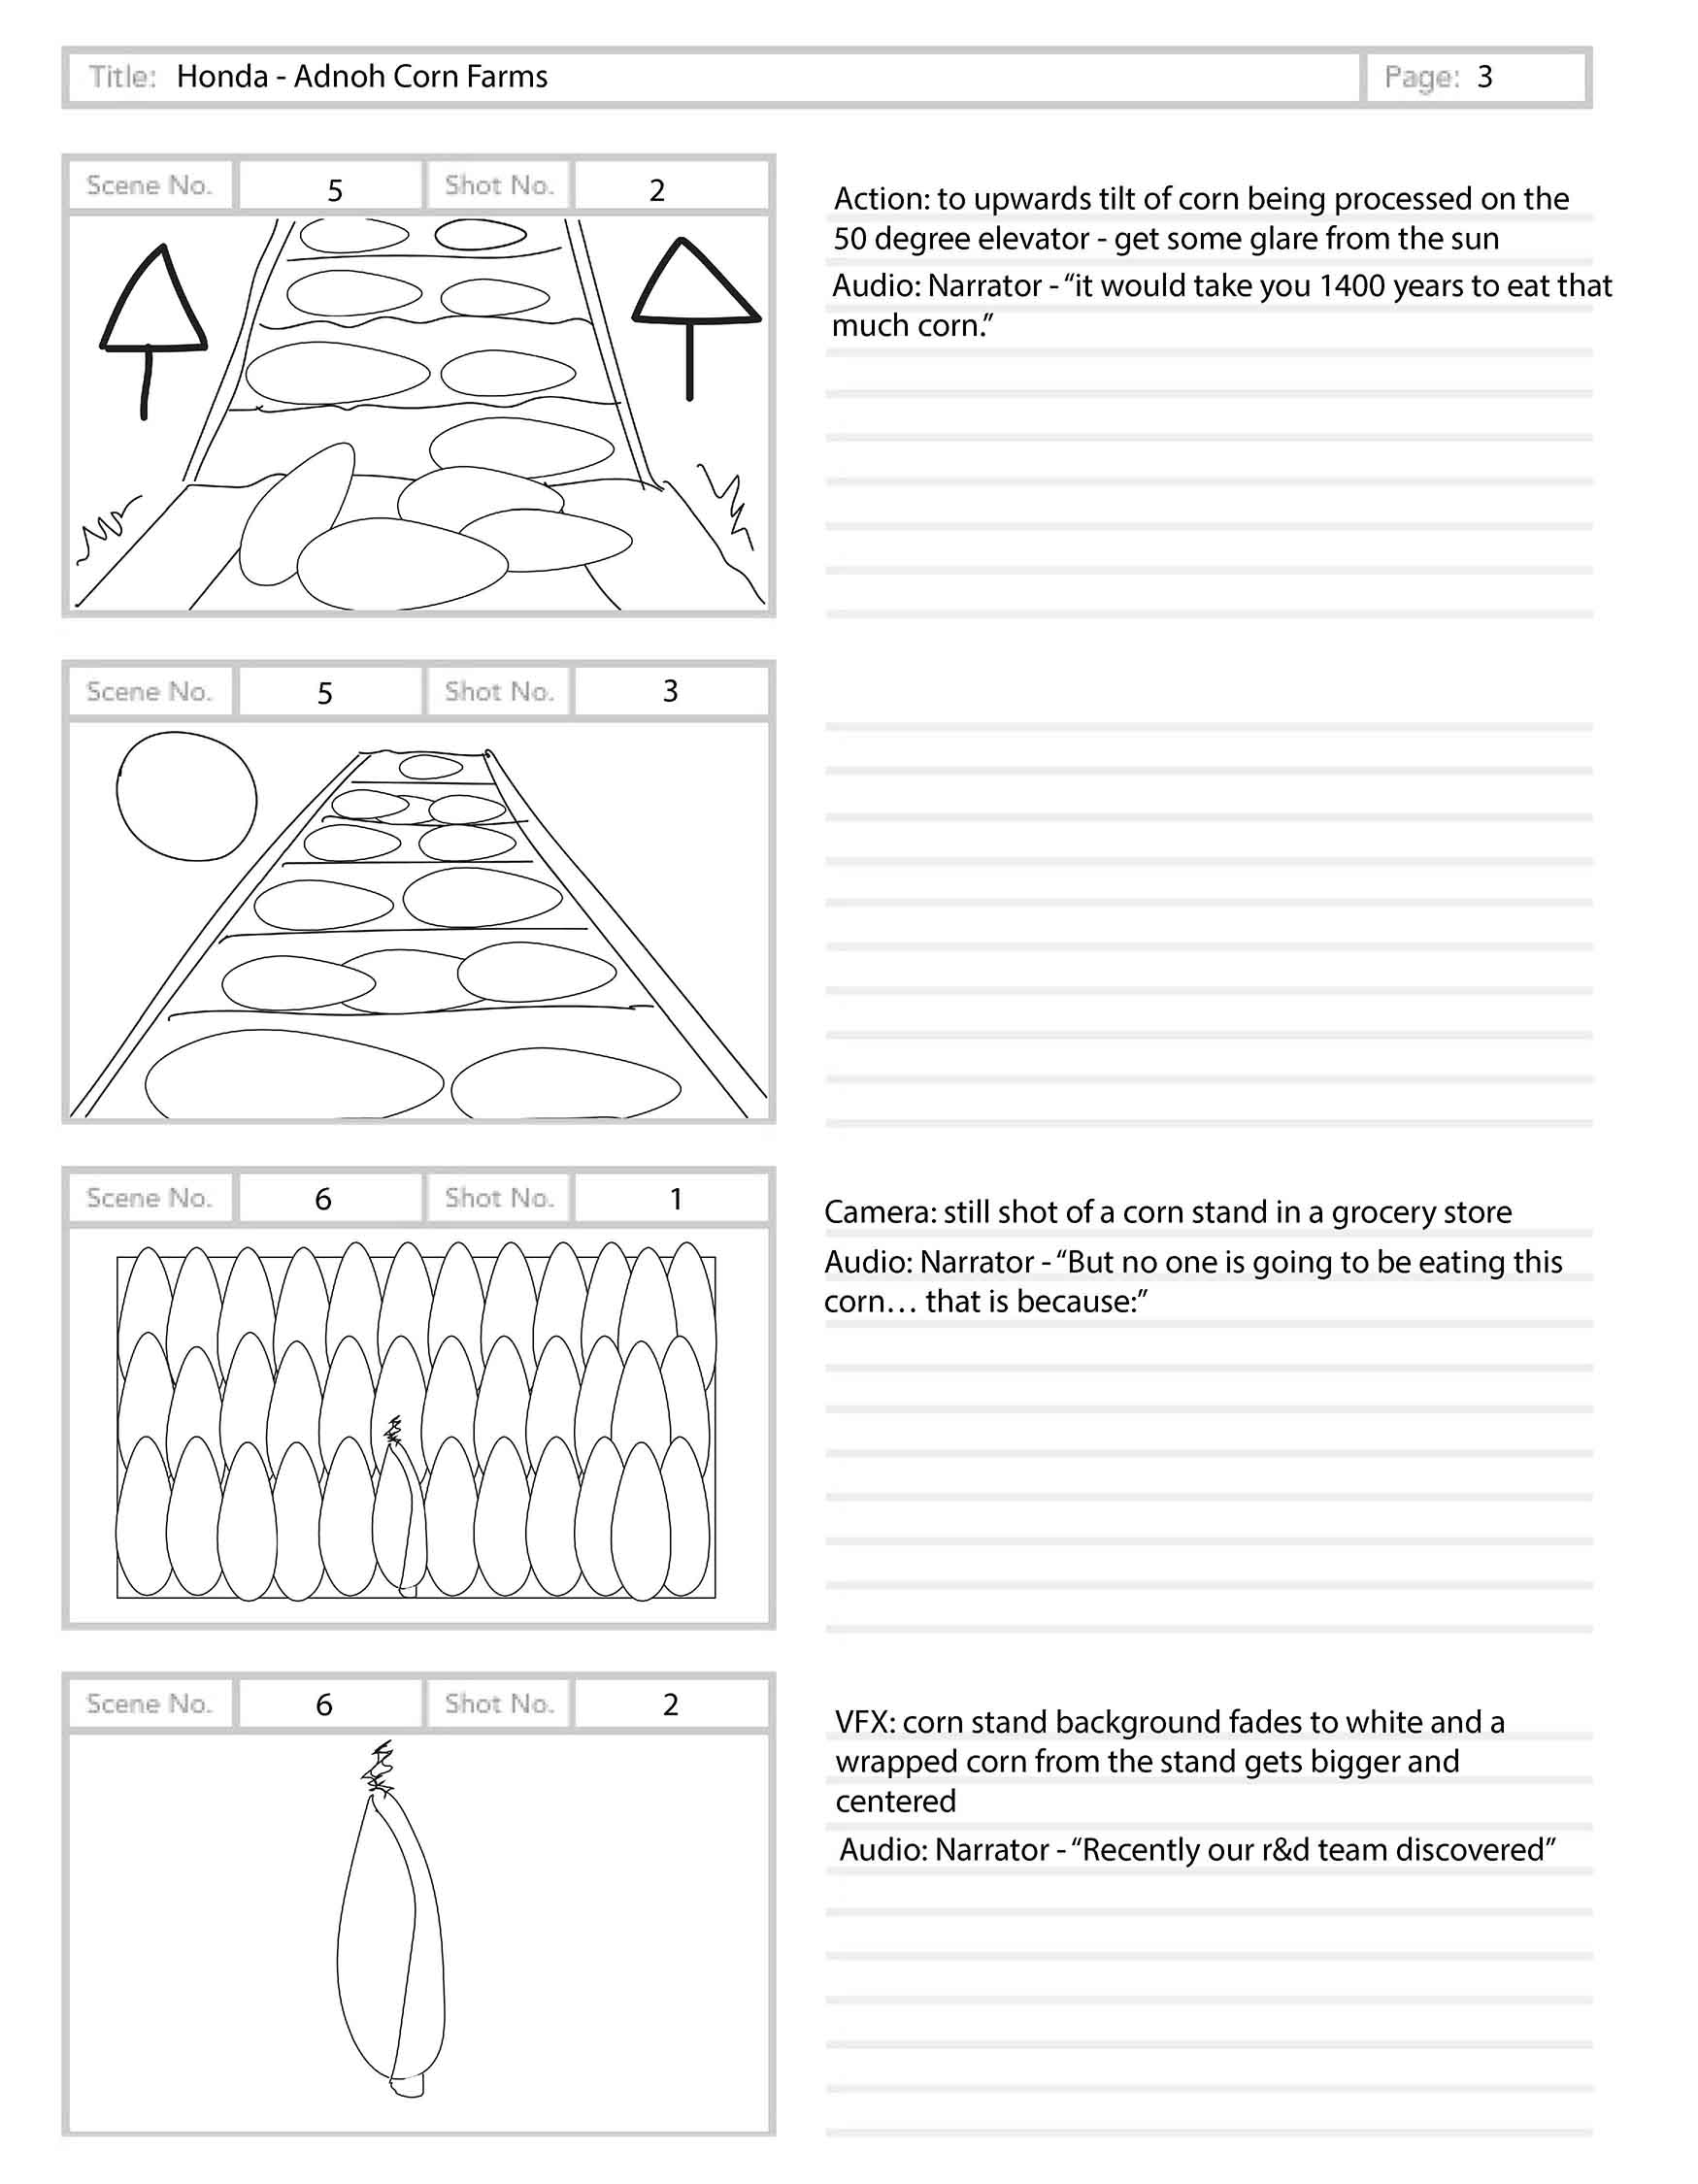 Title: Honda - Adnoh Corn Farms Page: 3
Scene No. 5 Shot No. 2
Action: to upwards tilt of corn being processed on the
50 degree elevator - get some glare from the sun
Audio: Narrator - “it would take you 1400 years to eat that
much corn.”
Scene No. 5 Shot No. 3
Scene No. 6 Shot No. 1
Camera: still shot of a corn stand in a grocery store
Audio: Narrator - “But no one is going to be eating this
corn… that is because:”
Scene No. 6 Shot No. 2
VFX: corn stand background fades to white and a
wrapped corn from the stand gets bigger and
centered
Audio: Narrator - “Recently our r&d team discovered”